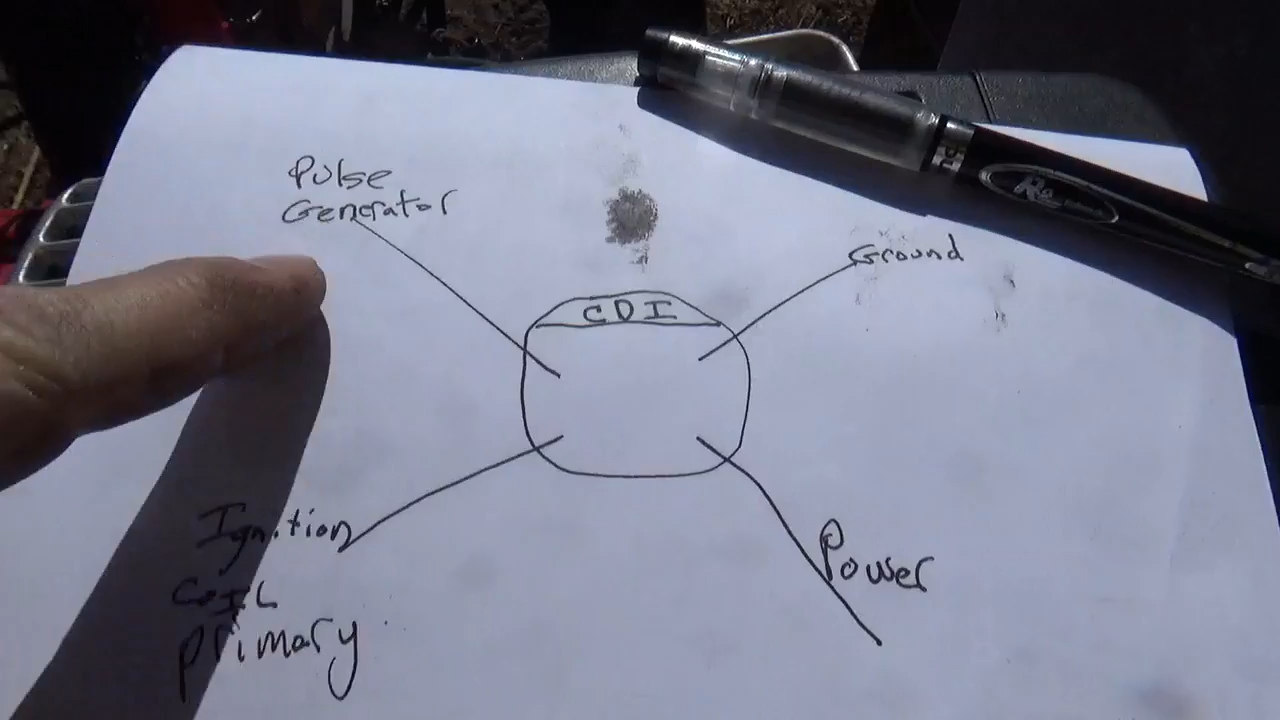 Pulse
Generator
Ground
CDI
Ignition
Coil
Primary
Power